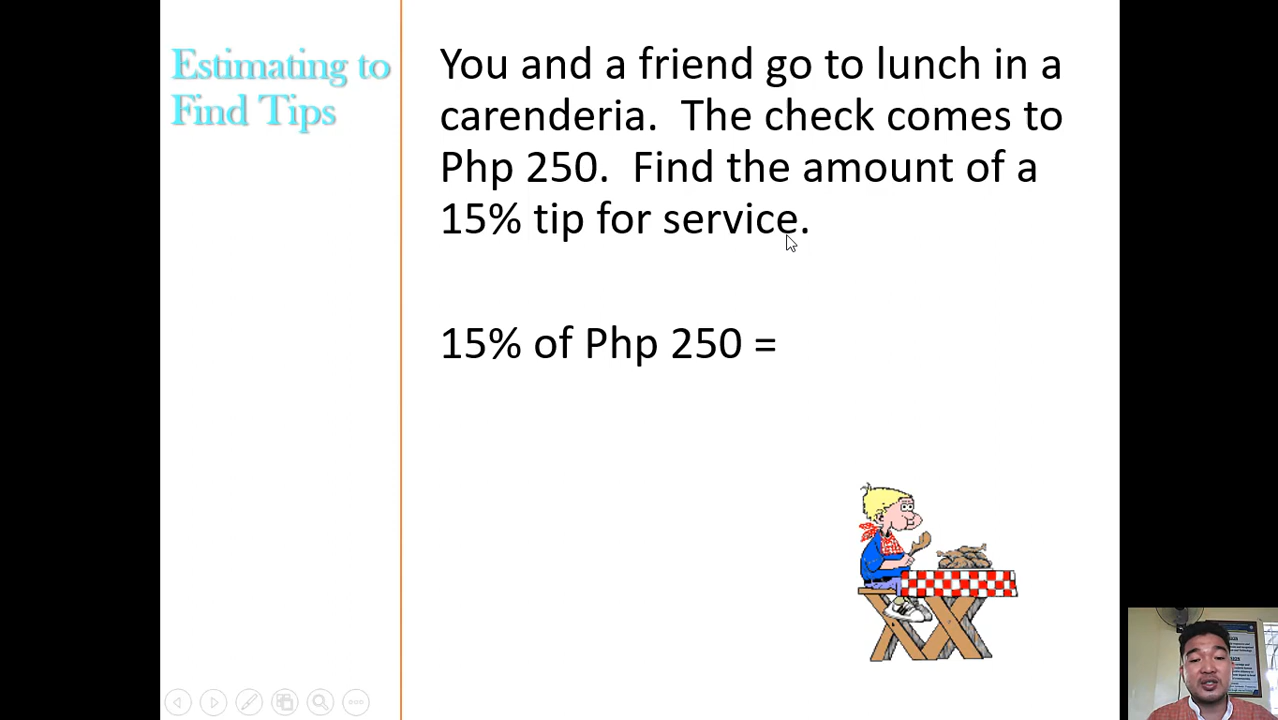 Estimating to
Find Tips
You and a friend go to lunch in a
carenderia. The check comes to
Php 250. Find the amount of a
15% tip for service.
15% of Php 250 =